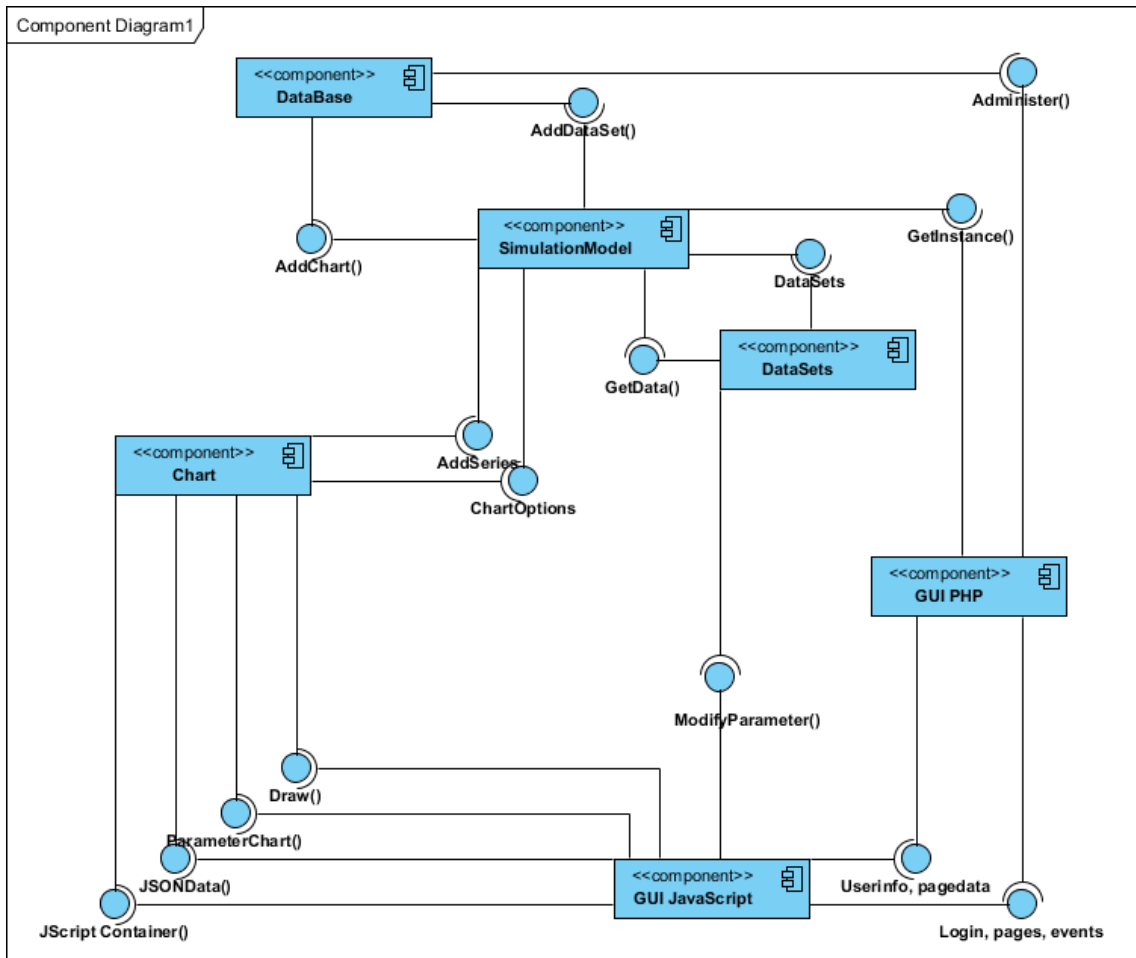 Component Diagram1
<<component>>
DataBase
Administer()
AddDataSet()
<<component>>
SimulationModel
GetInstance()
AddChart()
DataSets
<<component>>
DataSets
GetData()
<<component>>
Chart
AddSeries
ChartOptions
<<component>>
GUI PHP
ModifyParameter()
Draw()
ParameterChart()
JSONData()
<<component>>
GUI JavaScript
Userinfo, pagedata
JScript Container()
Login, pages, events